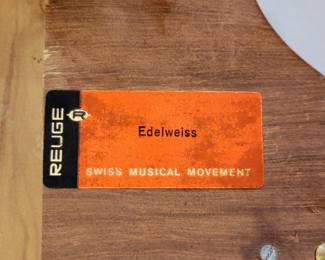 REUGE
R
Edelweiss
SWISS MUSICAL MOVEMENT